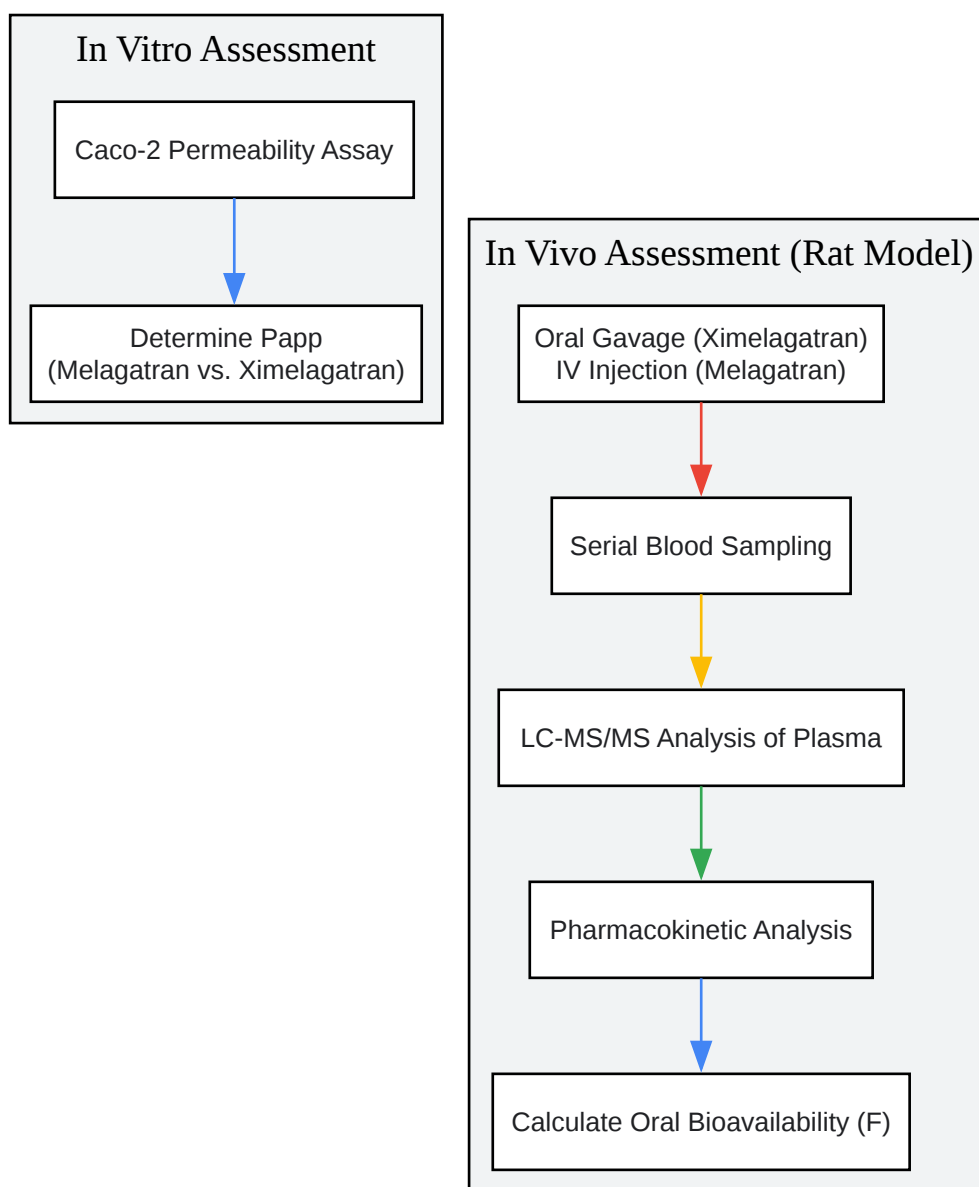 In Vitro Assessment
Caco-2 Permeability Assay
Determine Papp
(Melagatran vs. Ximelagatran)
In Vivo Assessment (Rat Model)
Oral Gavage (Ximelagatran)
IV Injection (Melagatran)
Serial Blood Sampling
LC-MS/MS Analysis of Plasma
Pharmacokinetic Analysis
Calculate Oral Bioavailability (F)